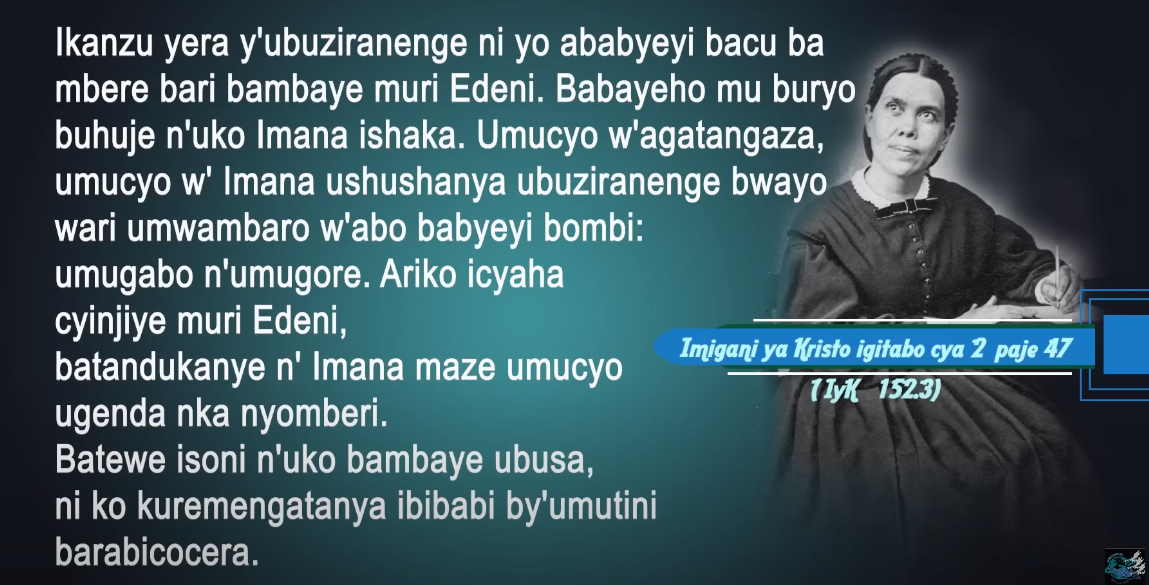 Ikanzu yera y'ubuziranenge ni yo ababyeyi bacu ba
mbere bari bambaye muri Edeni. Babayeho mu buryo
buhuje n'uko Imana ishaka. Umucyo w'agatangaza,
umucyo w' Imana ushushanya ubuziranenge bwayo
wari umwambaro w'abo babyeyi bombi:
umugabo n'umugore. Ariko icyaha
cyinjiye muri Edeni,
batandukanye n' Imana maze umucyo
ugenda nka nyomberi.
Batewe isoni n'uko bambaye ubusa,
ni ko kuremengatanya ibibabi by'umutini
barabicocera.
Imigani ya Kristo igitabo cya 2 paje 47
( IyK 152.3)